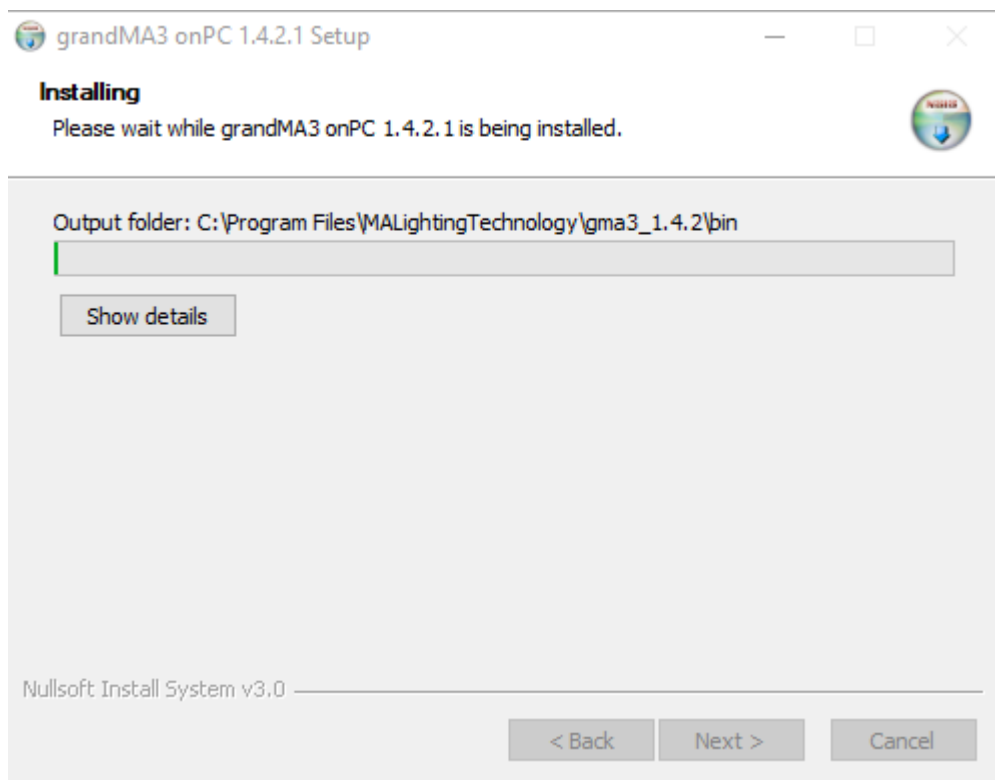 grandMA3 onPC 1.4.2.1 Setup
Installing
Please wait while grandMA3 onPC 1.4.2.1 is being installed.
Output folder: C:\Program Files\MALightingTechnology\gma3_1.4.2\bin
Show details
Nullsoft Install System v3.0
< Back Next > Cancel